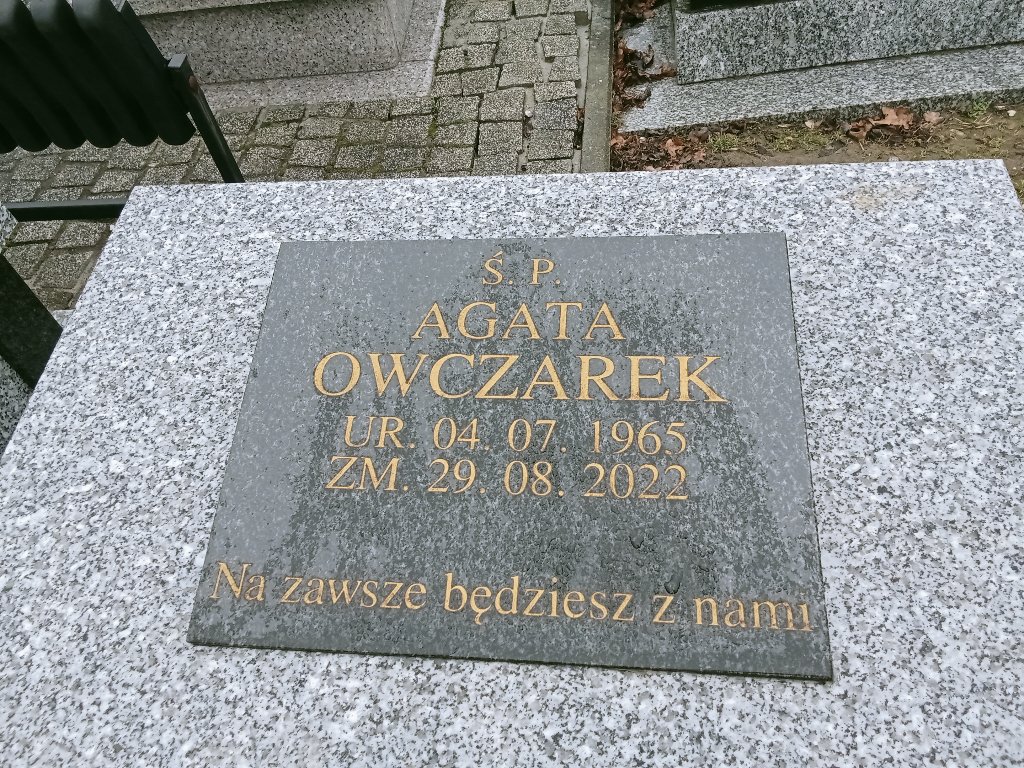 Ś. P.
AGATA
OWCZAREK
UR. 04. 07. 1965
ZM. 29. 08. 2022
Na zawsze będziesz z nami